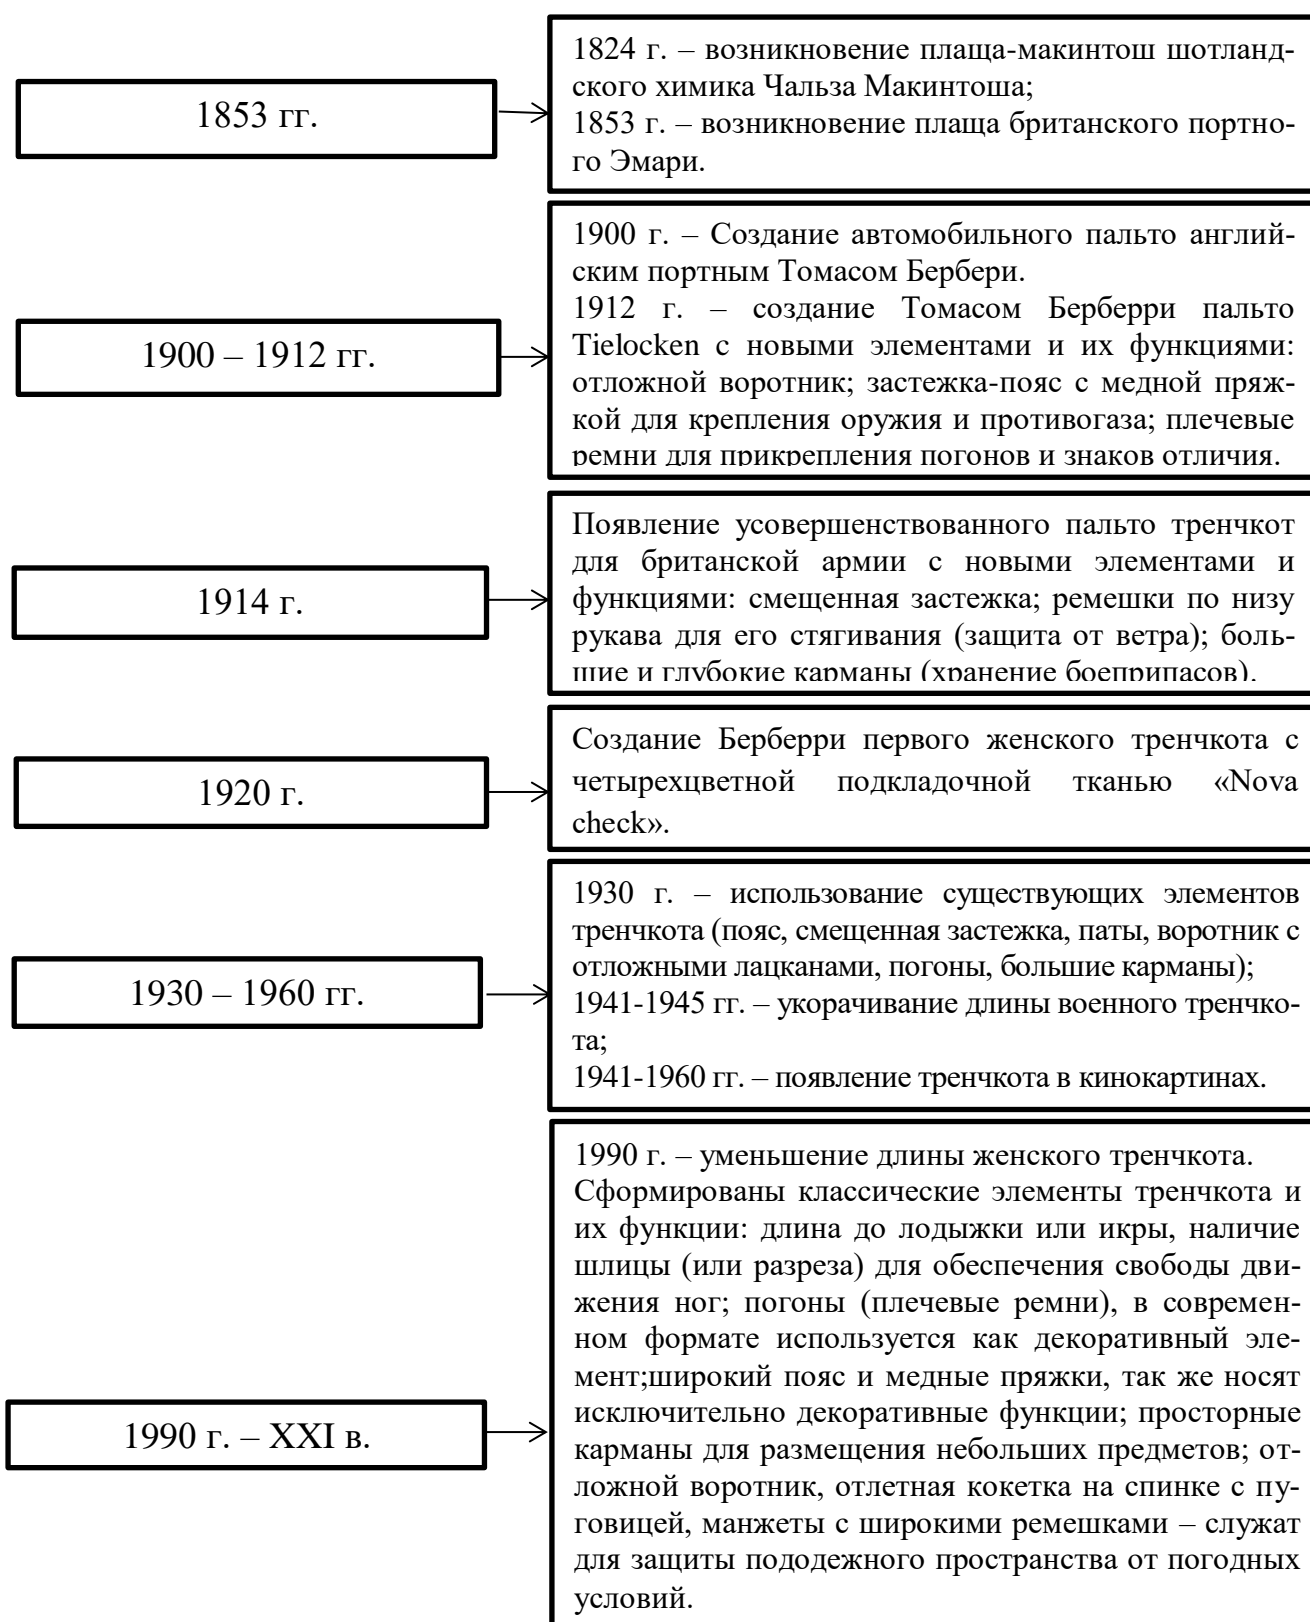 1853 гг.
1824 г. – возникновение плаща-макинтош шотланд-
ского химика Чальза Макинтоша;
1853 г. – возникновение плаща британского портно-
го Эмари.
1900 – 1912 гг.
1900 г. – Создание автомобильного пальто англий-
ским портным Томасом Бербери.
1912 г. – создание Томасом Берберри пальто
Tielocken с новыми элементами и их функциями:
отложной воротник; застежка-пояс с медной пряж-
кой для крепления оружия и противогаза; плечевые
ремни для прикрепления погонов и знаков отличия.
1914 г.
Появление усовершенствованного пальто тренчкот
для британской армии с новыми элементами и
функциями: смещенная застежка; ремешки по низу
рукава для его стягивания (защита от ветра); боль-
шие и глубокие карманы (хранение боеприпасов).
1920 г.
Создание Берберри первого женского тренчкота с
четырехцветной подкладочной тканью «Nova
check».
1930 – 1960 гг.
1930 г. – использование существующих элементов
тренчкота (пояс, смещенная застежка, паты, воротник с
отложными лацканами, погоны, большие карманы);
1941-1945 гг. – укорачивание длины военного тренчко-
та;
1941-1960 гг. – появление тренчкота в кинокартинах.
1990 г. – XXI в.
1990 г. – уменьшение длины женского тренчкота.
Сформированы классические элементы тренчкота и
их функции: длина до лодыжки или икры, наличие
шлицы (или разреза) для обеспечения свободы дви-
жения ног; погоны (плечевые ремни), в современ-
ном формате используется как декоративный эле-
мент;широкий пояс и медные пряжки, так же носят
исключительно декоративные функции; просторные
карманы для размещения небольших предметов; от-
ложной воротник, отлетная кокетка на спинке с пу-
говицей, манжеты с широкими ремешками – служат
для защиты пододежного пространства от погодных
условий.